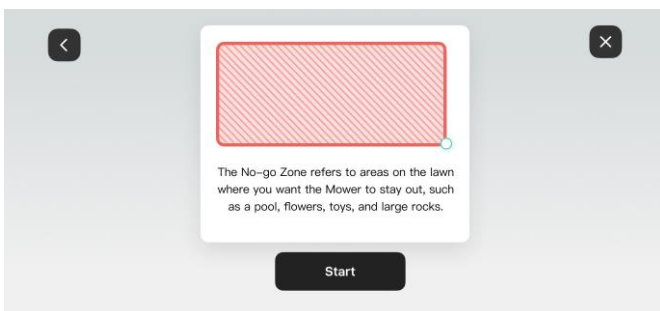 The No-go Zone refers to areas on the lawn
where you want the Mower to stay out, such
as a pool, flowers, toys, and large rocks.
Start